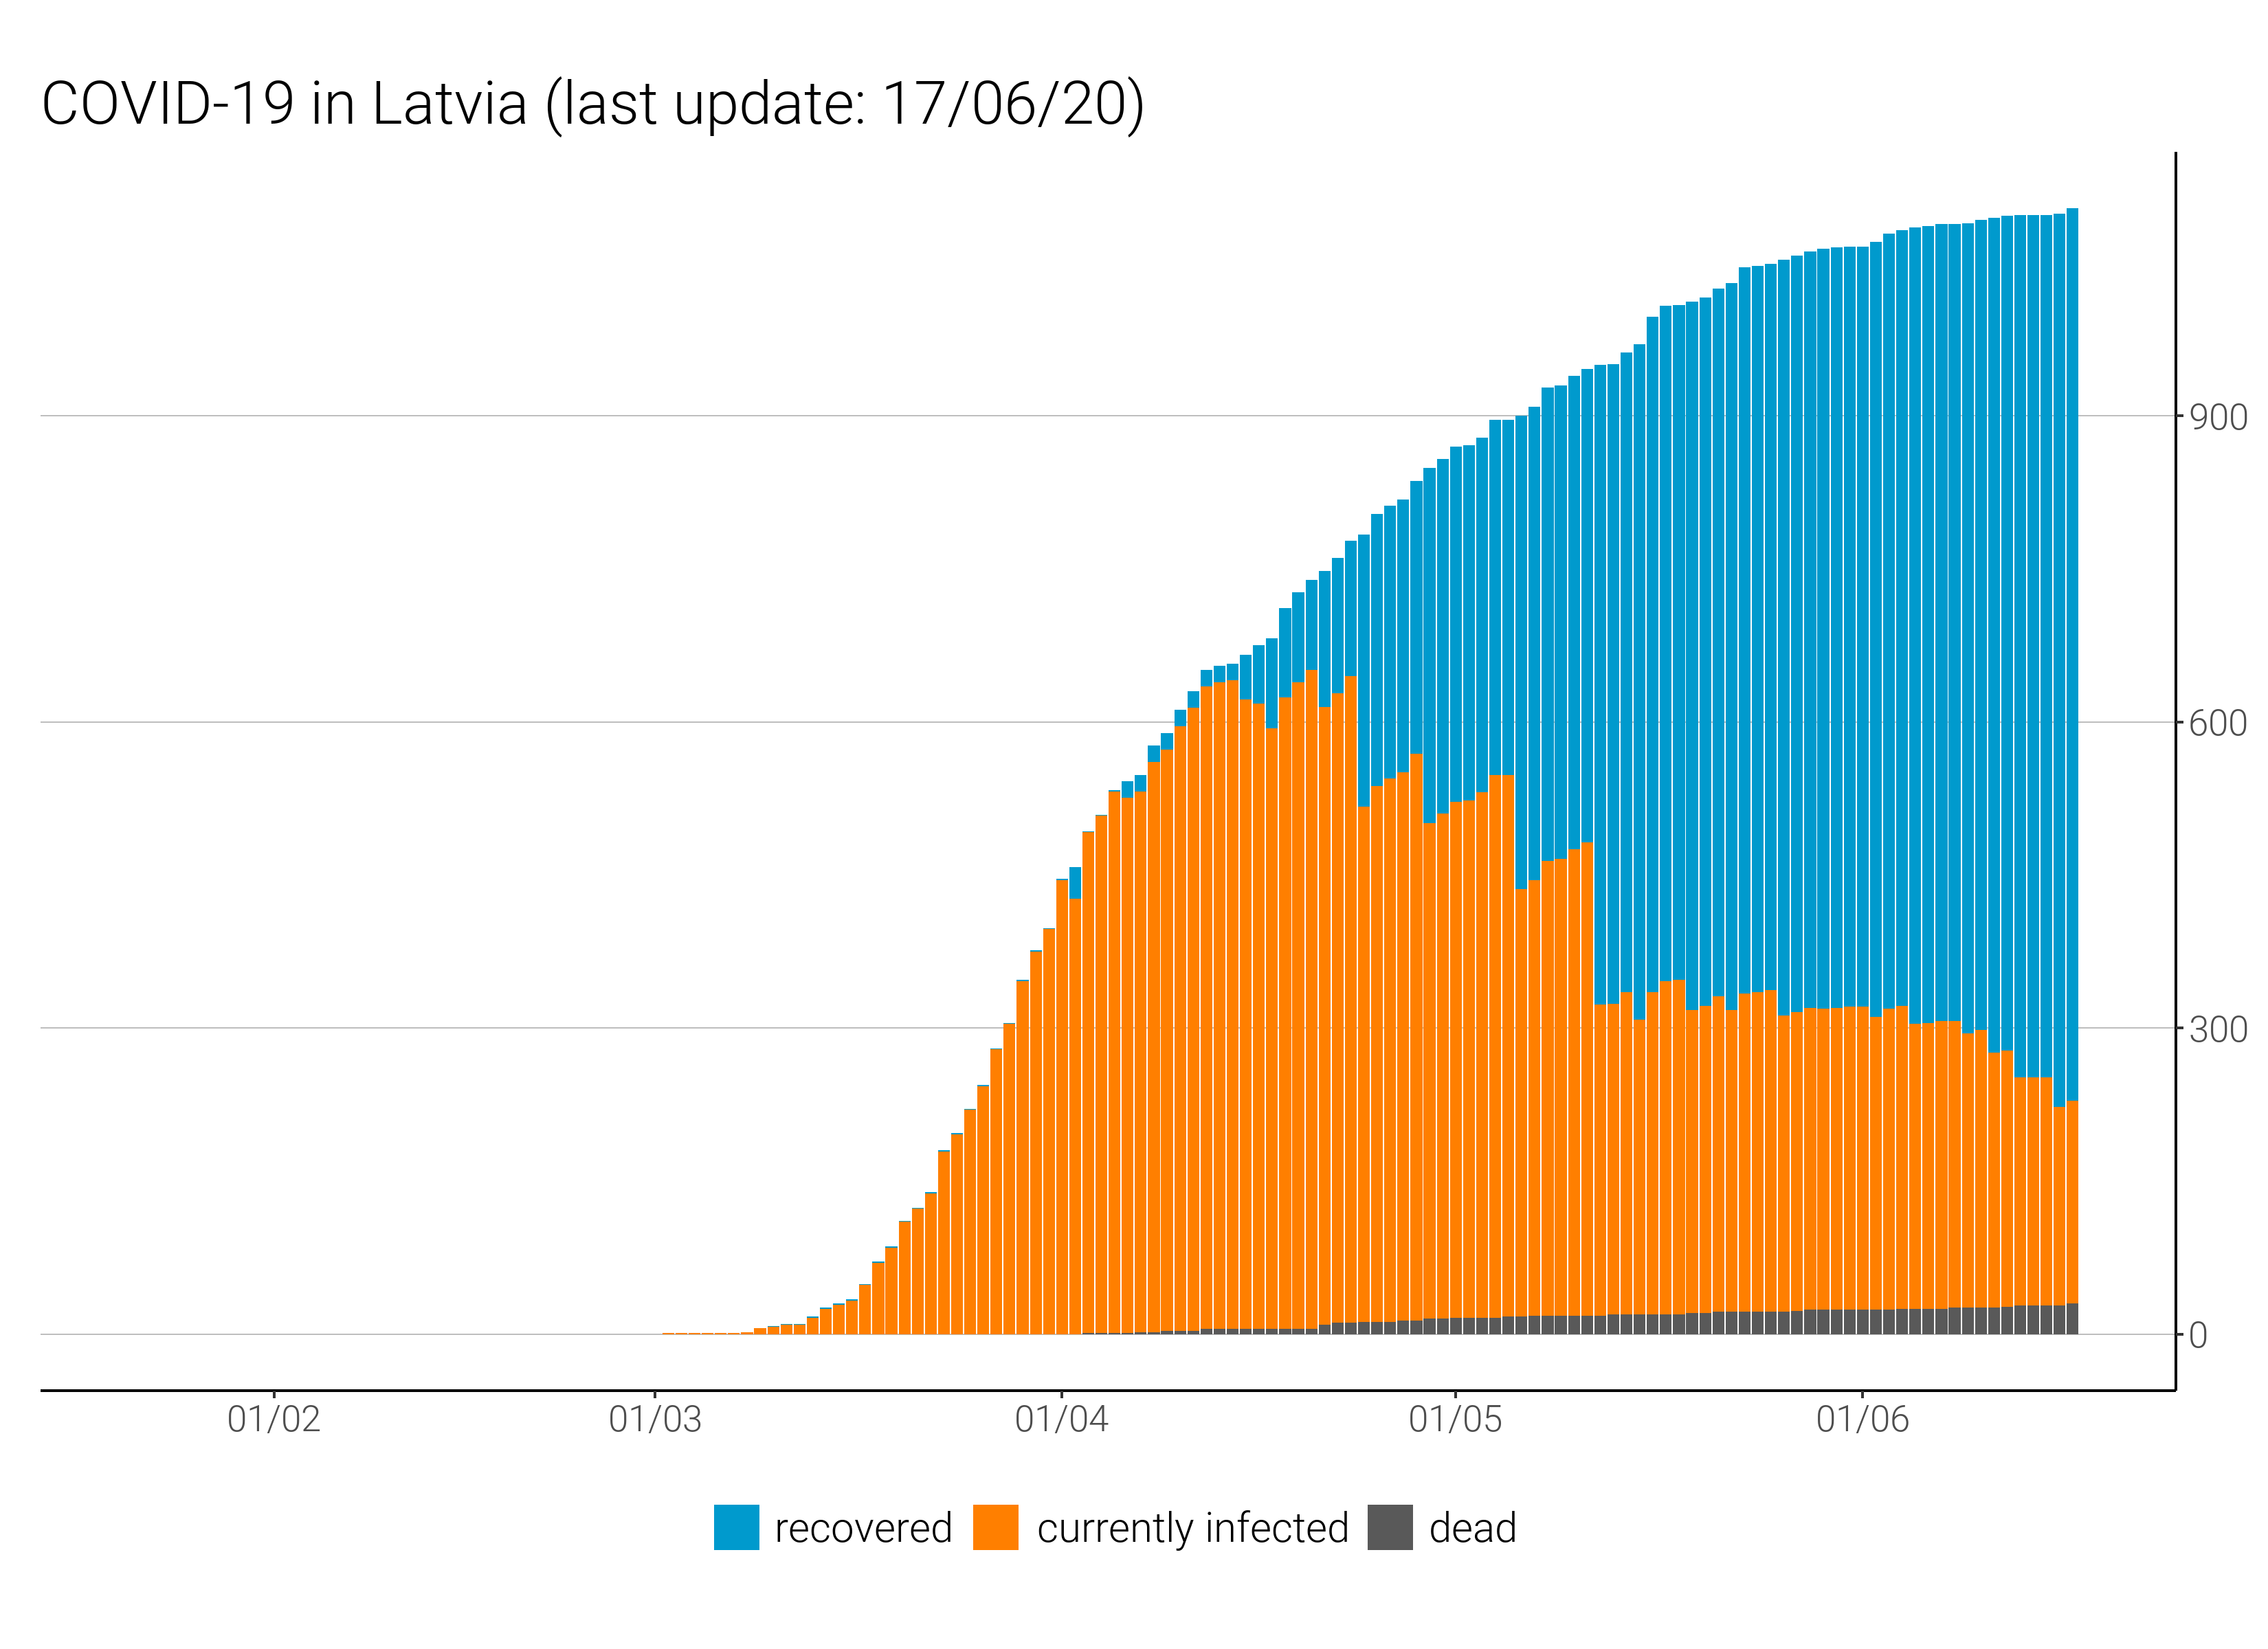 COVID-19 in Latvia (last update: 17/06/20)
900
600
300
0
01/02 01/03 01/04 01/05 01/06
recovered currently infected dead